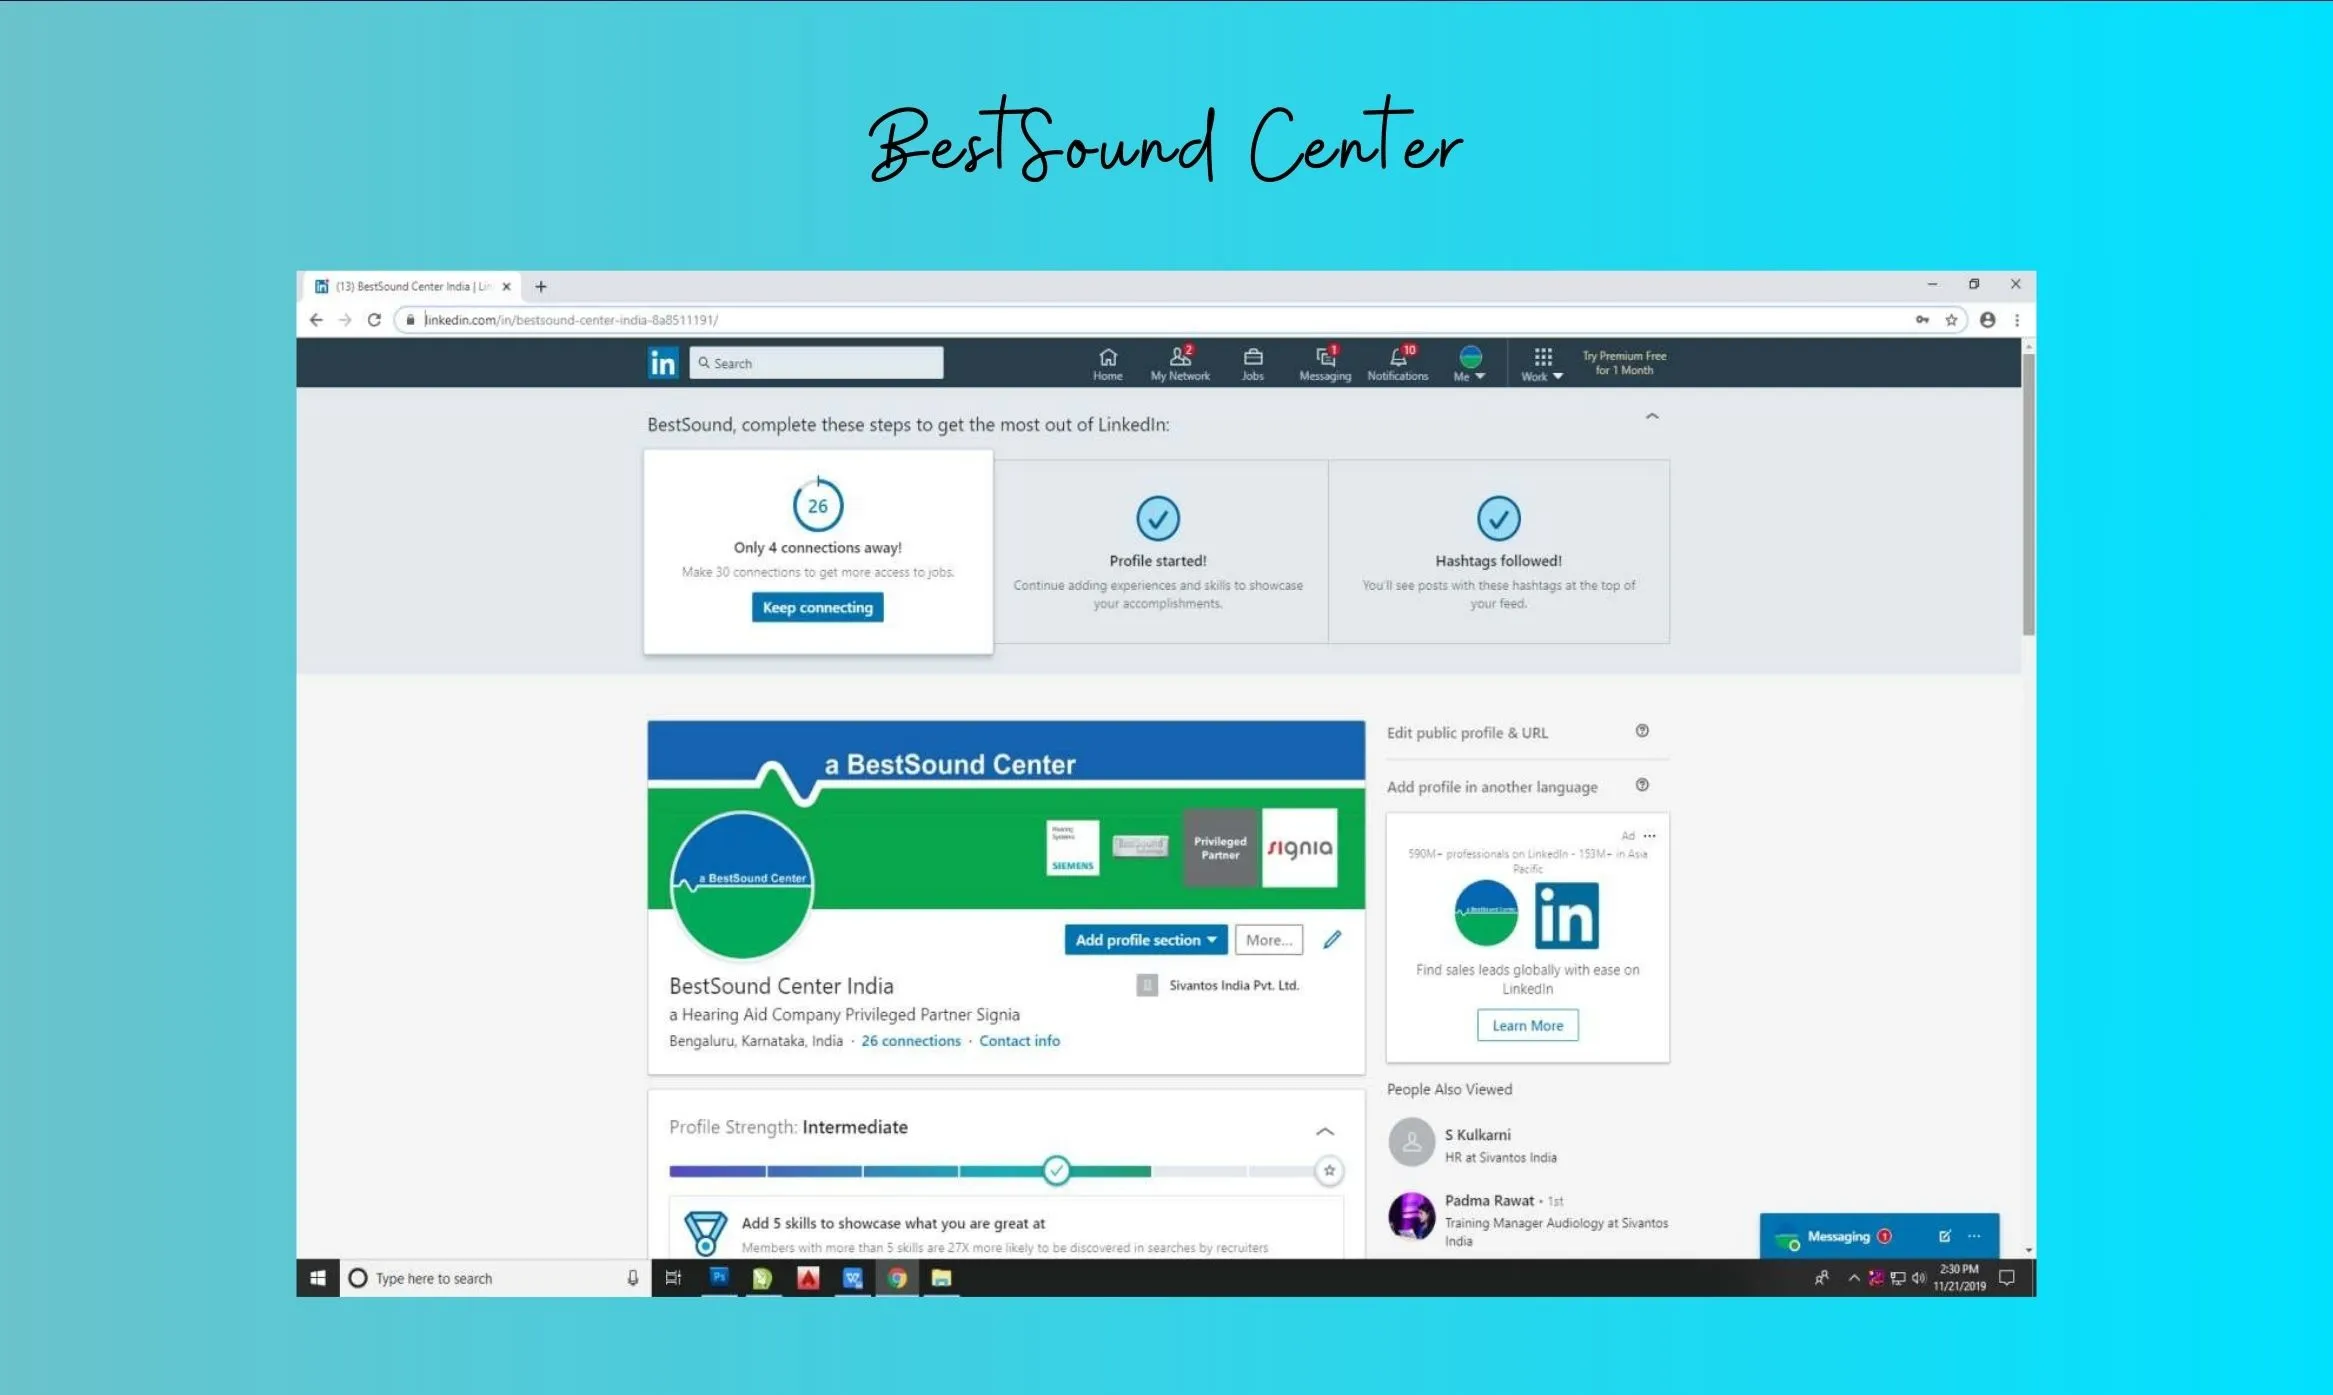 BestSound Center
(13) BestSound Center India | Lin
linkedin.com/in/bestsound-center-india-8a8511191/
in
Search
2
1
10
Home
My Network
Jobs
Messaging
Notifications
Me
Work
Try Premium Free
for 1 Month
BestSound, complete these steps to get the most out of LinkedIn:
26
Only 4 connections away!
Make 30 connections to get more access to jobs.
Keep connecting
Profile started!
Continue adding experiences and skills to showcase
your accomplishments.
Hashtags followed!
You'll see posts with these hashtags at the top of
your feed.
a BestSound Center
Hearing
Systems
SIEMENS
Privileged
Partner
signia
a BestSound Center
Add profile section
More...
BestSound Center India
Sivantos India Pvt. Ltd.
a Hearing Aid Company Privileged Partner Signia
Bengaluru, Karnataka, India · 26 connections · Contact info
Profile Strength: Intermediate
Add 5 skills to showcase what you are great at
Members with more than 5 skills are 27X more likely to be discovered in searches by recruiters
Edit public profile & URL
Add profile in another language
Ad ...
590M+ professionals on LinkedIn - 153M+ in Asia
Pacific
a BestSound Center
in
Find sales leads globally with ease on
LinkedIn
Learn More
People Also Viewed
S Kulkarni
HR at Sivantos India
Padma Rawat • 1st
Training Manager Audiology at Sivantos
India
Messaging 1
Type here to search
Ps
2:30 PM
11/21/2019